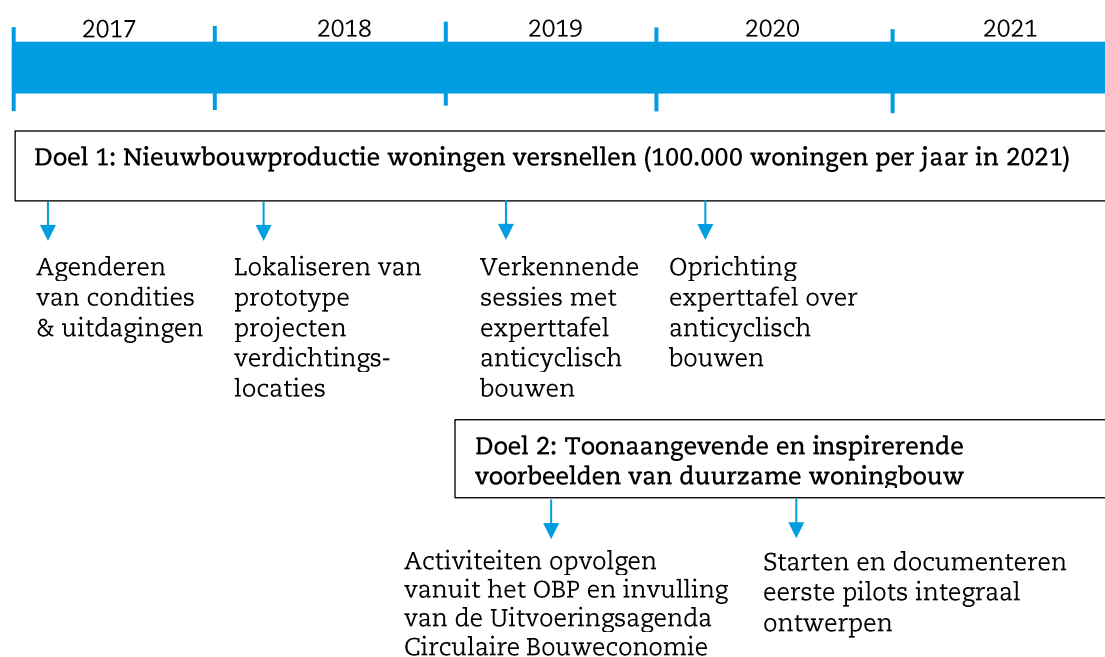 2017 2018 2019 2020 2021
Doel 1: Nieuwbouwproductie woningen versnellen (100.000 woningen per jaar in 2021)
Agenderen
van condities
& uitdagingen
Lokaliseren van
prototype
projecten
verdichtings-
locaties
Verkennende
sessies met
experttafel
anticyclisch
bouwen
Oprichting
experttafel over
anticyclisch
bouwen
Doel 2: Toonaangevende en inspirerende
voorbeelden van duurzame woningbouw
Activiteiten opvolgen
vanuit het OBP en invulling
van de Uitvoeringsagenda
Circulaire Bouweconomie
Starten en documenteren
eerste pilots integraal
ontwerpen